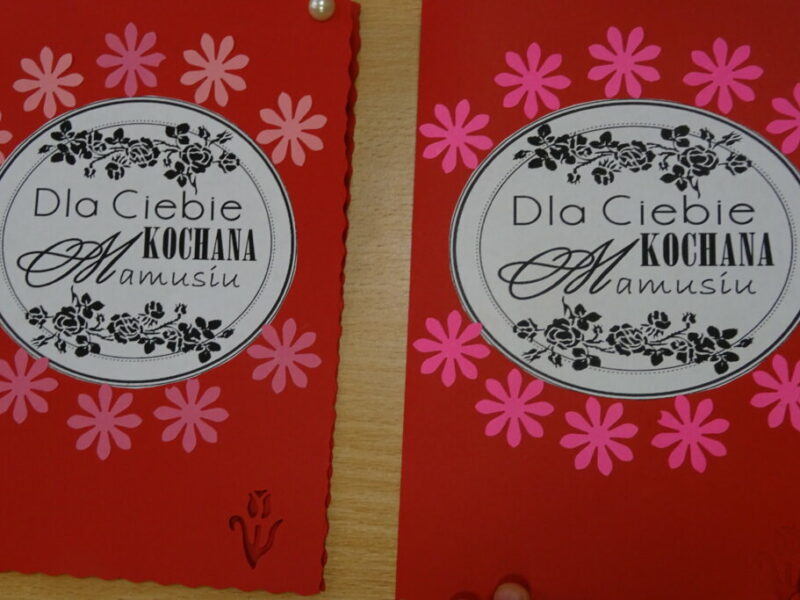 Dla Ciebie
KOCHANA
Mamusiu
Dla Ciebie
KOCHANA
Mamusiu